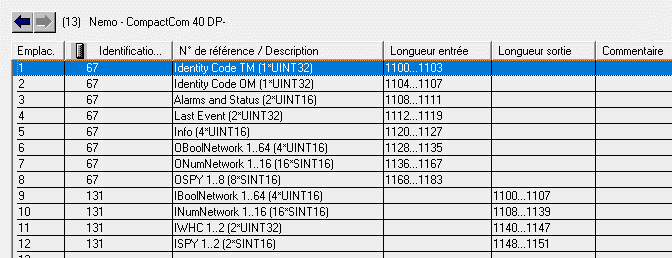 (13) Nemo - CompactCom 40 DP-
Emplac. Identificatio... N° de référence / Description Longueur entrée Longueur sortie Commentaire
1 67 Identity Code TM (1*UINT32) 1100...1103
2 67 Identity Code OM (1*UINT32) 1104...1107
3 67 Alarms and Status (2*UINT16) 1108...1111
4 67 Last Event (2*UINT32) 1112...1119
5 67 Info (4*UINT16) 1120...1127
6 67 OBoolNetwork 1..64 (4*UINT16) 1128...1135
7 67 ONumNetwork 1..16 (16*SINT16) 1136...1167
8 67 OSPY 1..8 (8*SINT16) 1168...1183
9 131 IBoolNetwork 1..64 (4*UINT16) 1100...1107
10 131 INumNetwork 1..16 (16*SINT16) 1108...1139
11 131 IWHC 1..2 (2*UINT32) 1140...1147
12 131 ISPY 1..2 (2*SINT16) 1148...1151